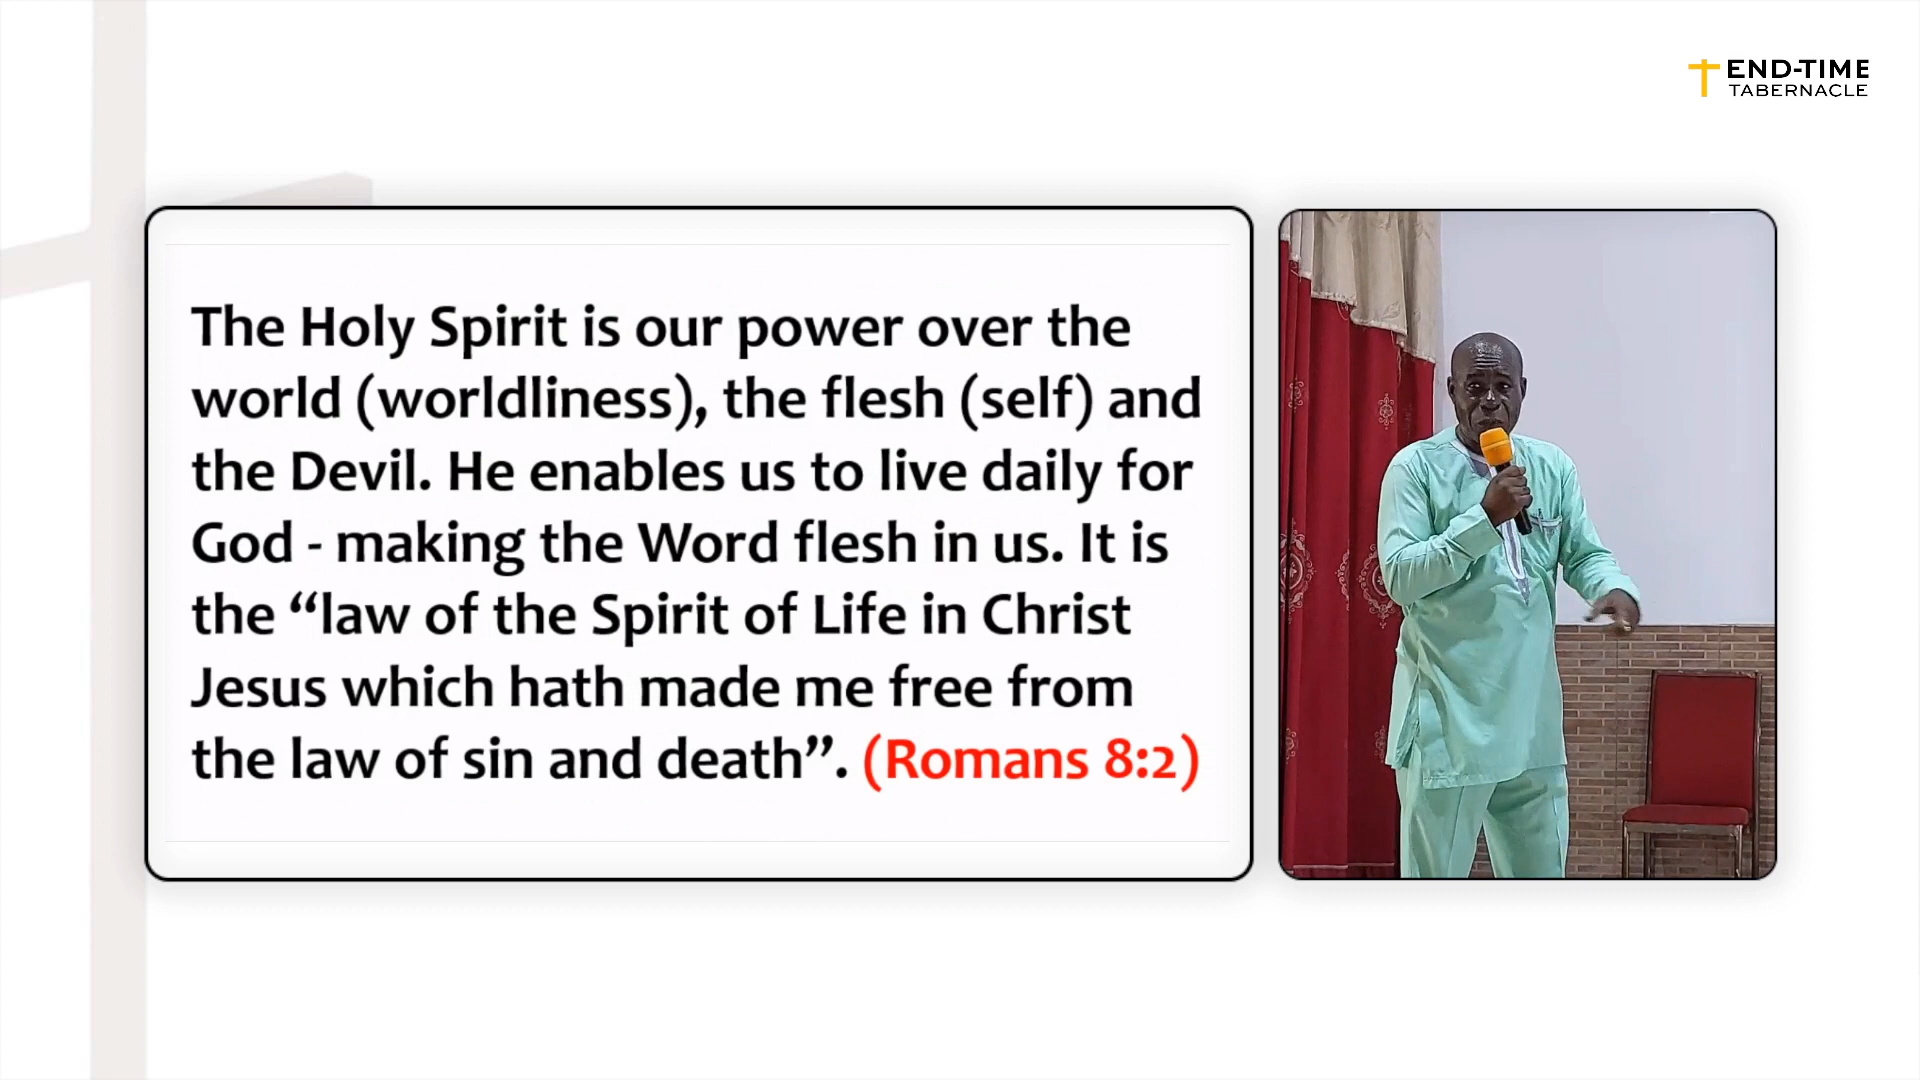 END-TIME
TABERNACLE
The Holy Spirit is our power over the
world (worldliness), the flesh (self) and
the Devil. He enables us to live daily for
God - making the Word flesh in us. It is
the “law of the Spirit of Life in Christ
Jesus which hath made me free from
the law of sin and death”. (Romans 8:2)